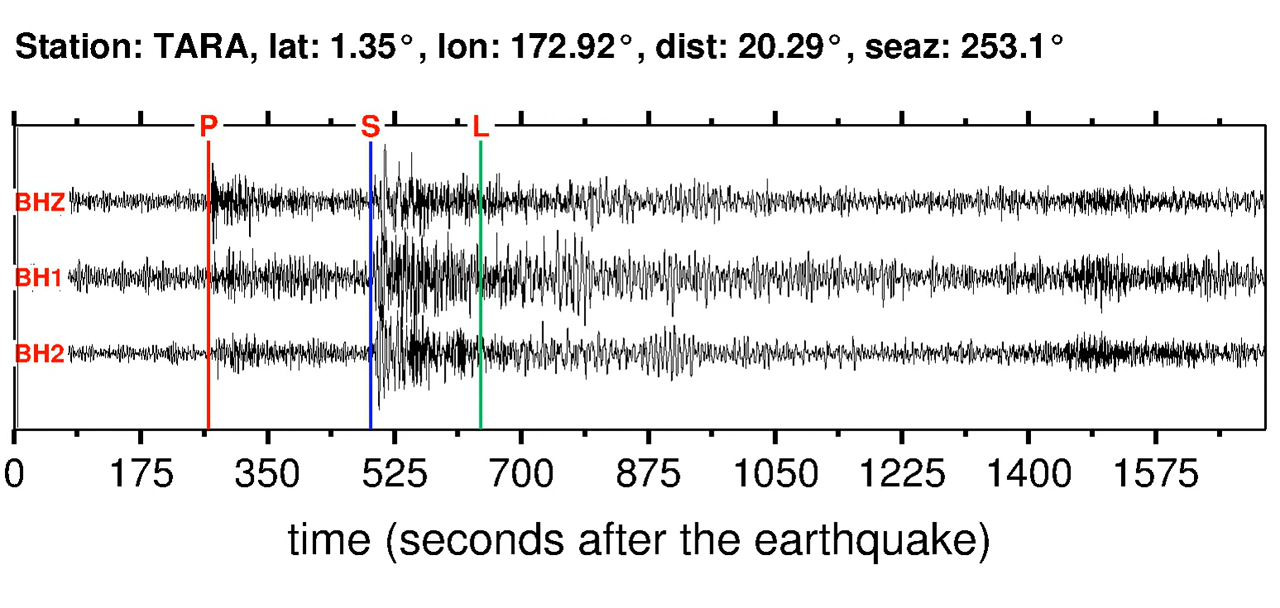 Station: TARA, lat: 1.35°, lon: 172.92°, dist: 20.29°, seaz: 253.1°
P S L
BHZ
BH1
BH2
0 175 350 525 700 875 1050 1225 1400 1575
time (seconds after the earthquake)